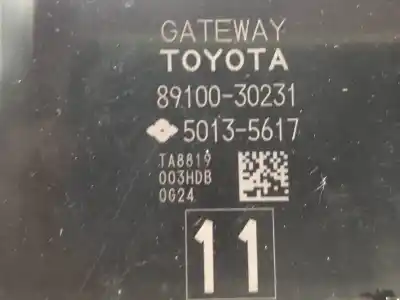 GATEWAY
TOYOTA
89100-30231
5013-5617
TA8819
003HDB
0G24
11